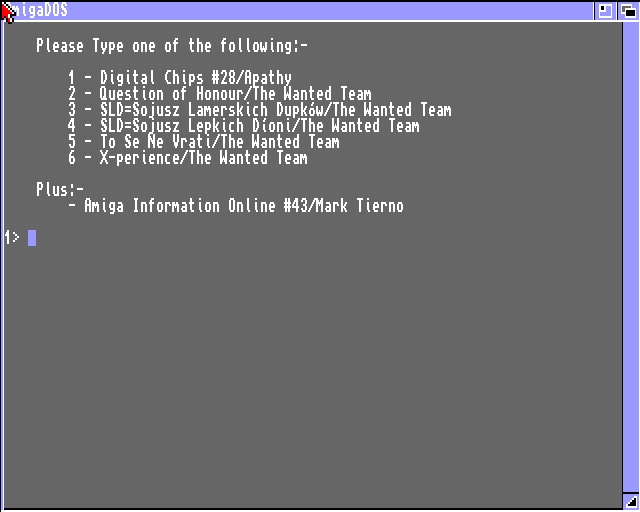 AmigaDOS
Please Type one of the following:-
1 - Digital Chips #28/Apathy
2 - Question of Honour/The Wanted Team
3 - SLD=Sojusz Lamerskich Dupków/The Wanted Team
4 - SLD=Sojusz Lepkich Dioni/The Wanted Team
5 - To Se Ne Vrati/The Wanted Team
6 - X-perience/The Wanted Team
Plus:-
- Amiga Information Online #43/Mark Tierno
1>